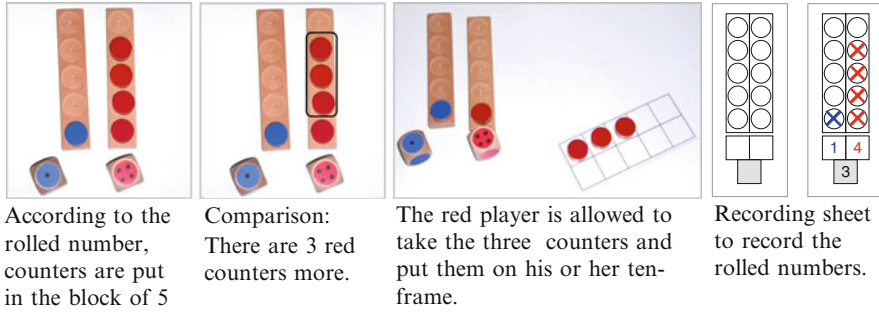 According to the
rolled number,
counters are put
in the block of 5
Comparison:
There are 3 red
counters more.
The red player is allowed to
take the three counters and
put them on his or her ten-
frame.
1 4
3
Recording sheet
to record the
rolled numbers.